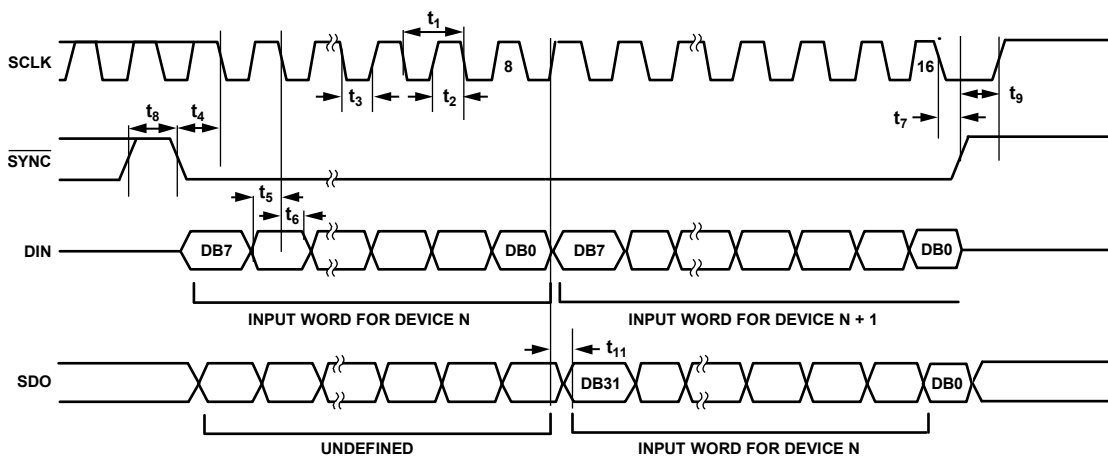 t1
SCLK
8
16
t3
t2
t9
t8
t4
t7
SYNC
t5
t6
DIN
DB7
DB0
DB7
DB0
INPUT WORD FOR DEVICE N
INPUT WORD FOR DEVICE N + 1
t11
SDO
DB31
DB0
UNDEFINED
INPUT WORD FOR DEVICE N